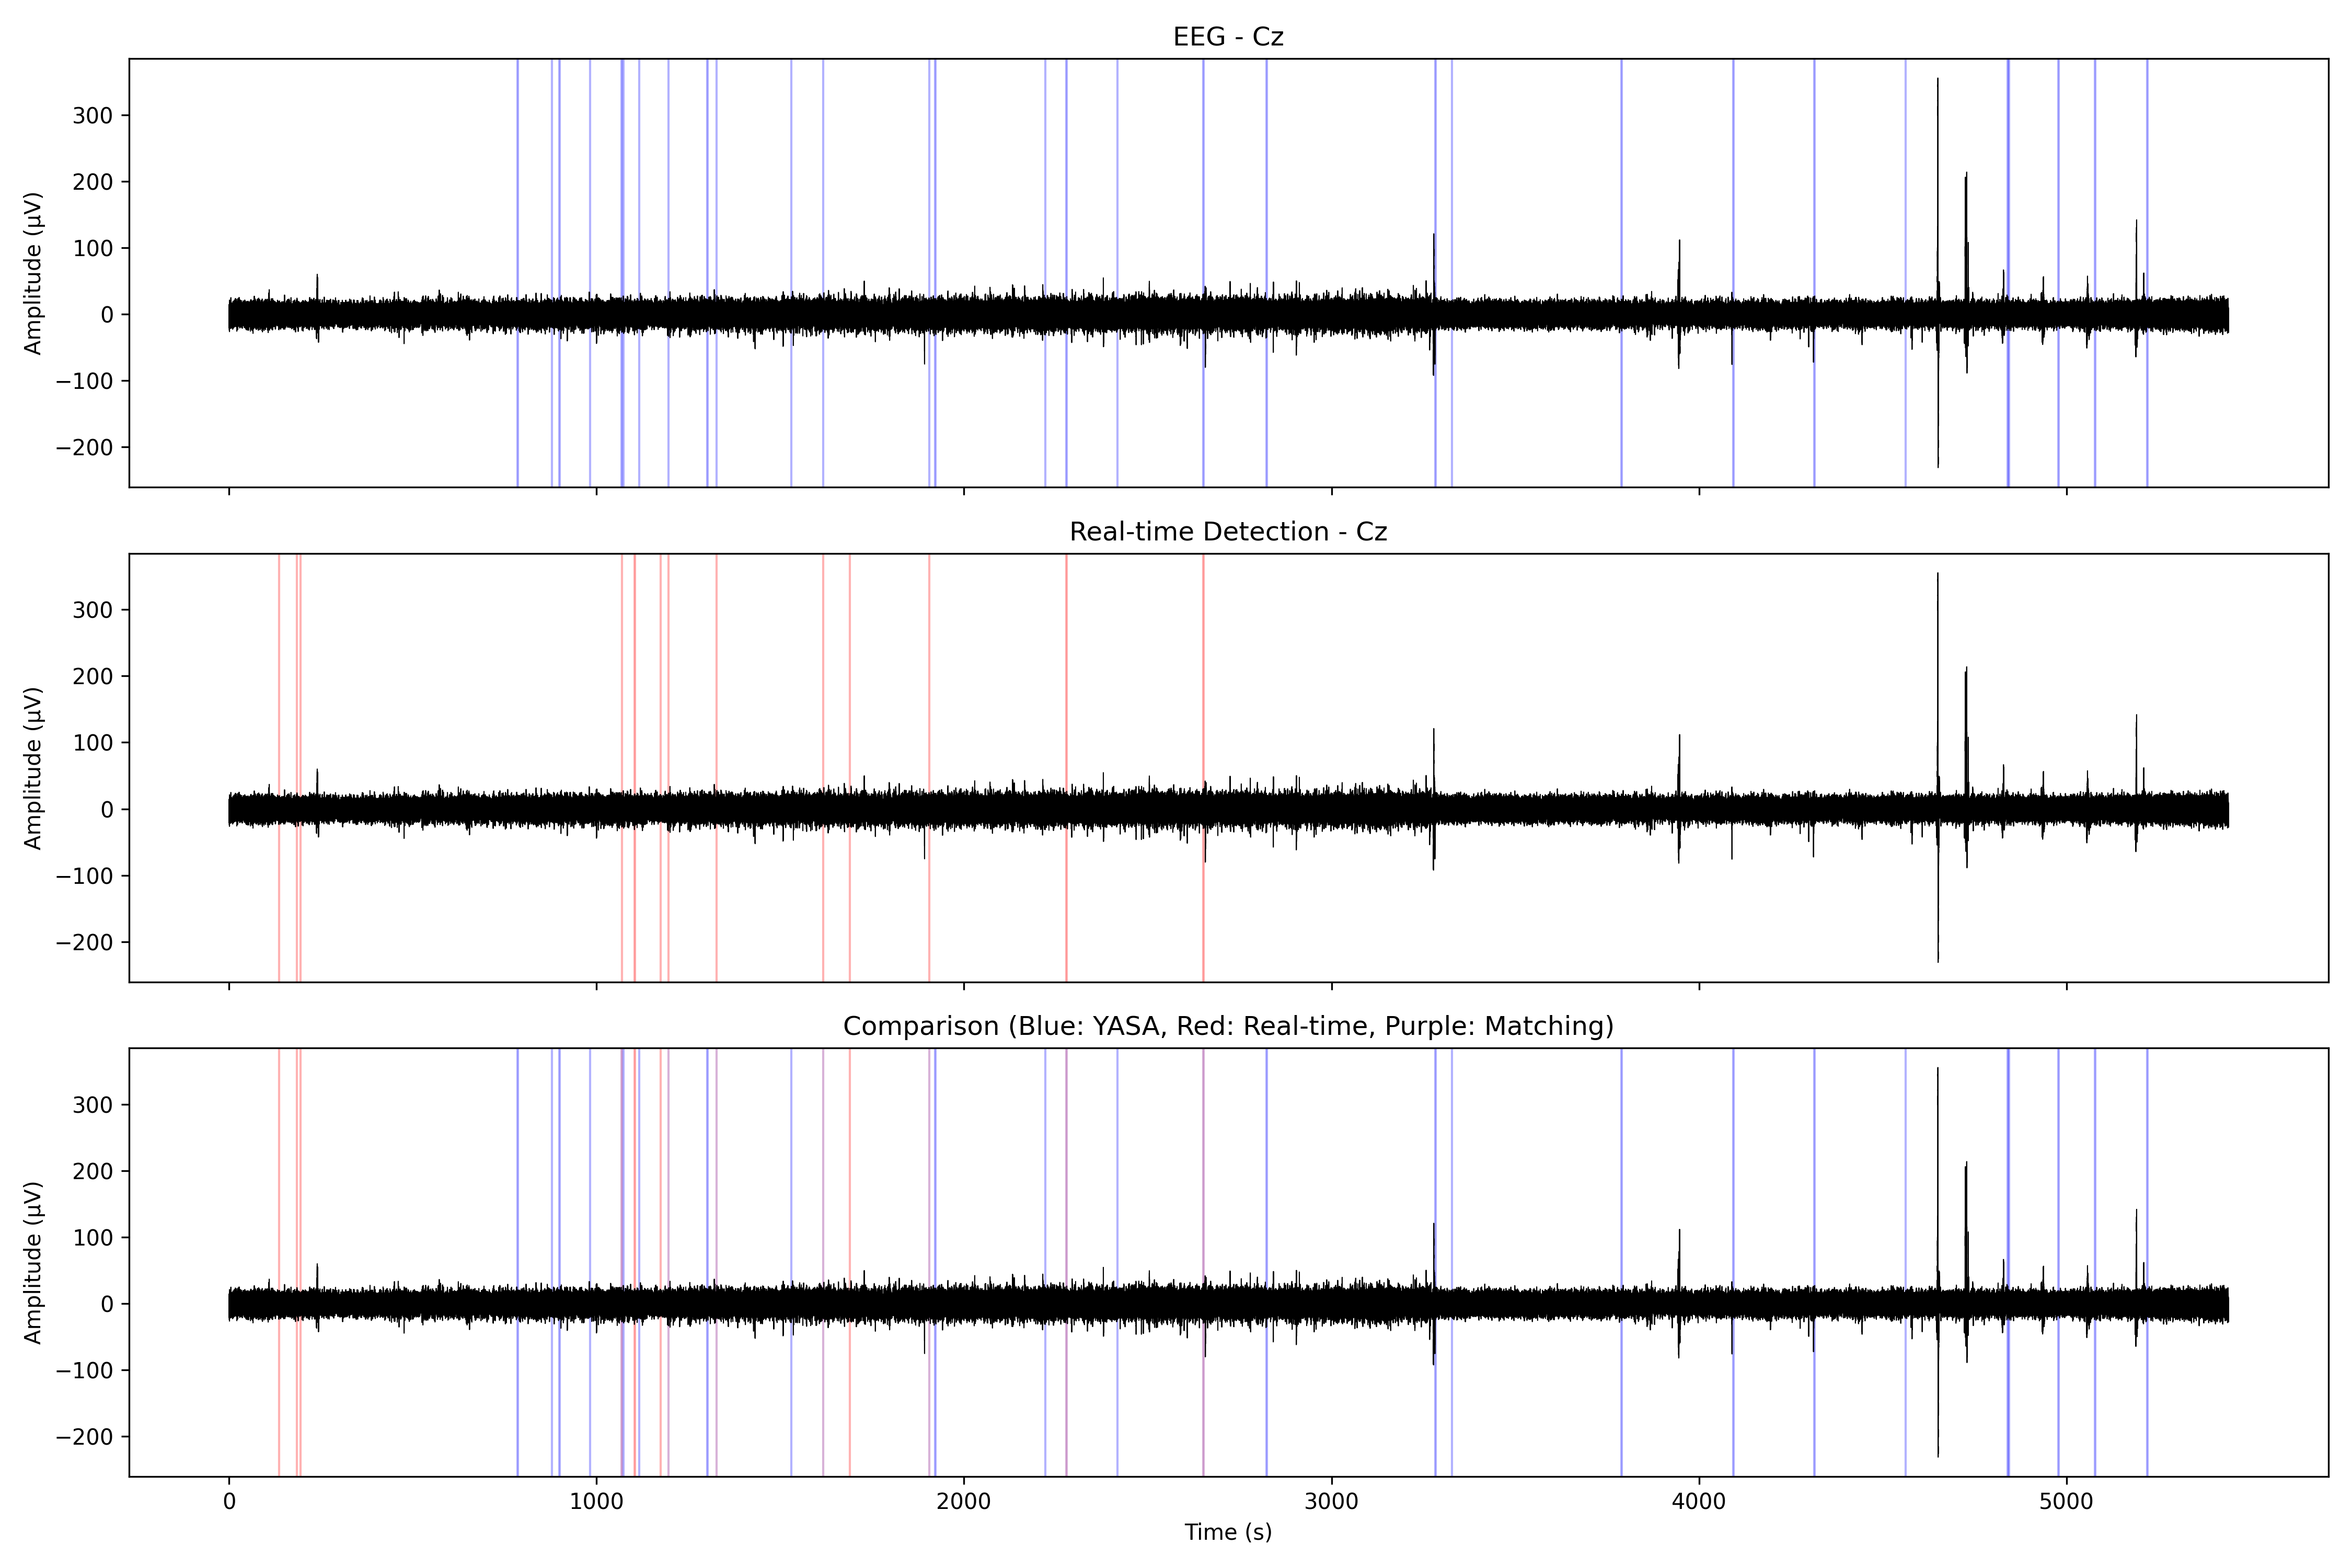 EEG - Cz
Amplitude (µV)
300
200
100
0
−100
−200
Real-time Detection - Cz
Amplitude (µV)
300
200
100
0
−100
−200
Comparison (Blue: YASA, Red: Real-time, Purple: Matching)
Amplitude (µV)
300
200
100
0
−100
−200
0 1000 2000 3000 4000 5000
Time (s)